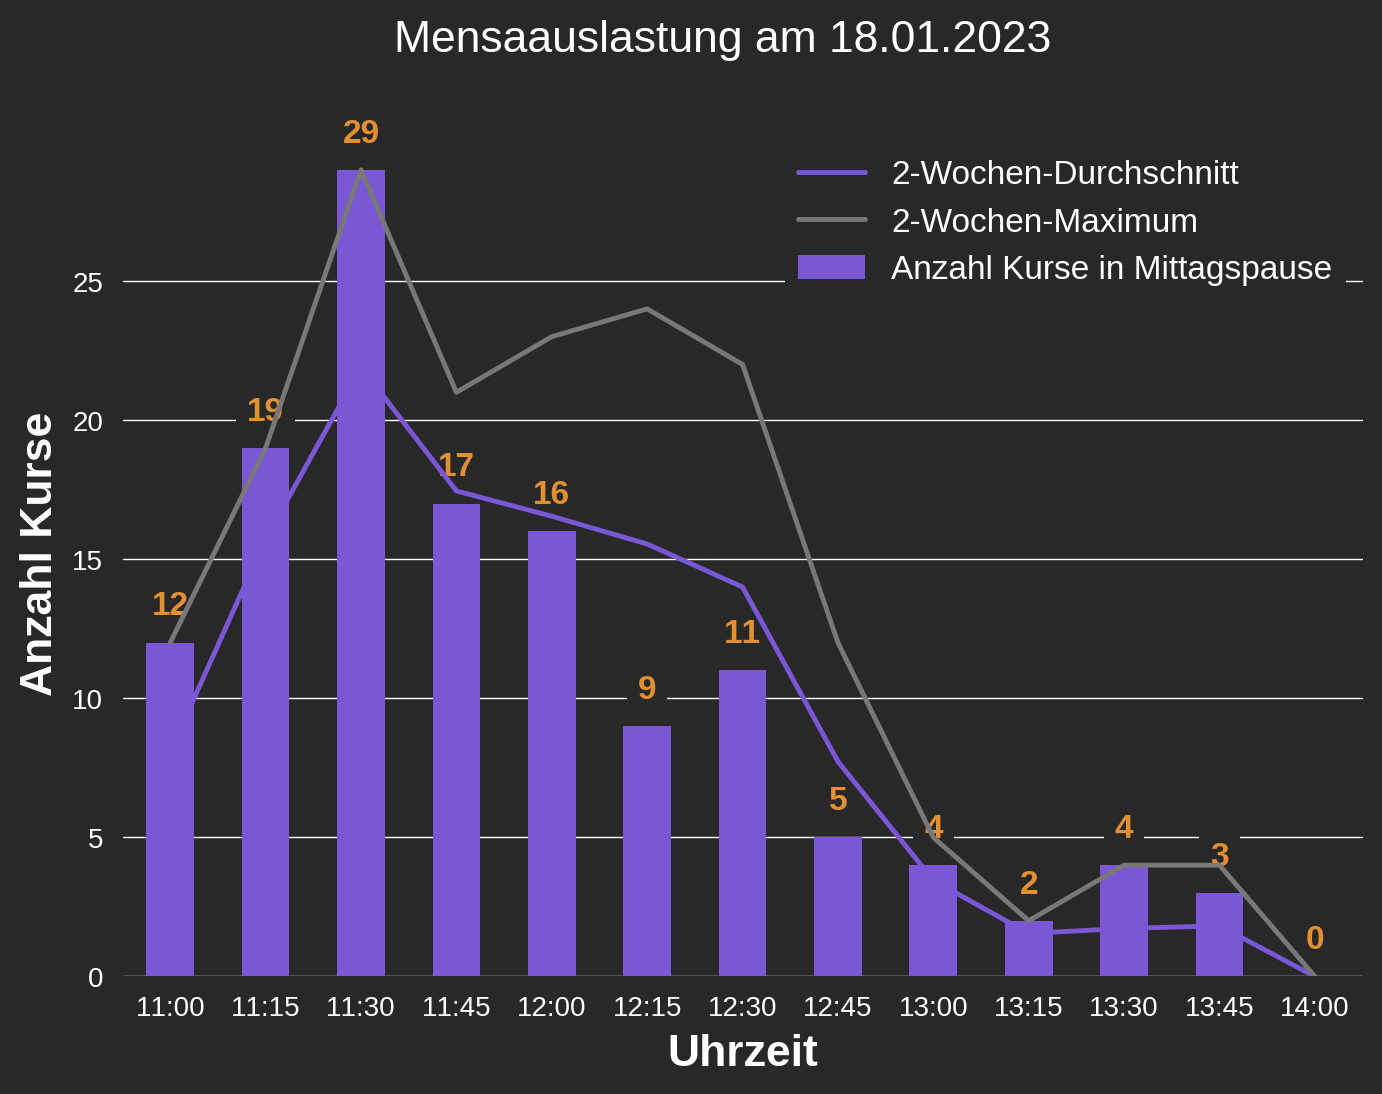 Mensaauslastung am 18.01.2023
2-Wochen-Durchschnitt
2-Wochen-Maximum
Anzahl Kurse in Mittagspause
Anzahl Kurse
25
20
15
10
5
0
12
19
29
17
16
9
11
5
4
2
4
3
0
11:00 11:15 11:30 11:45 12:00 12:15 12:30 12:45 13:00 13:15 13:30 13:45 14:00
Uhrzeit